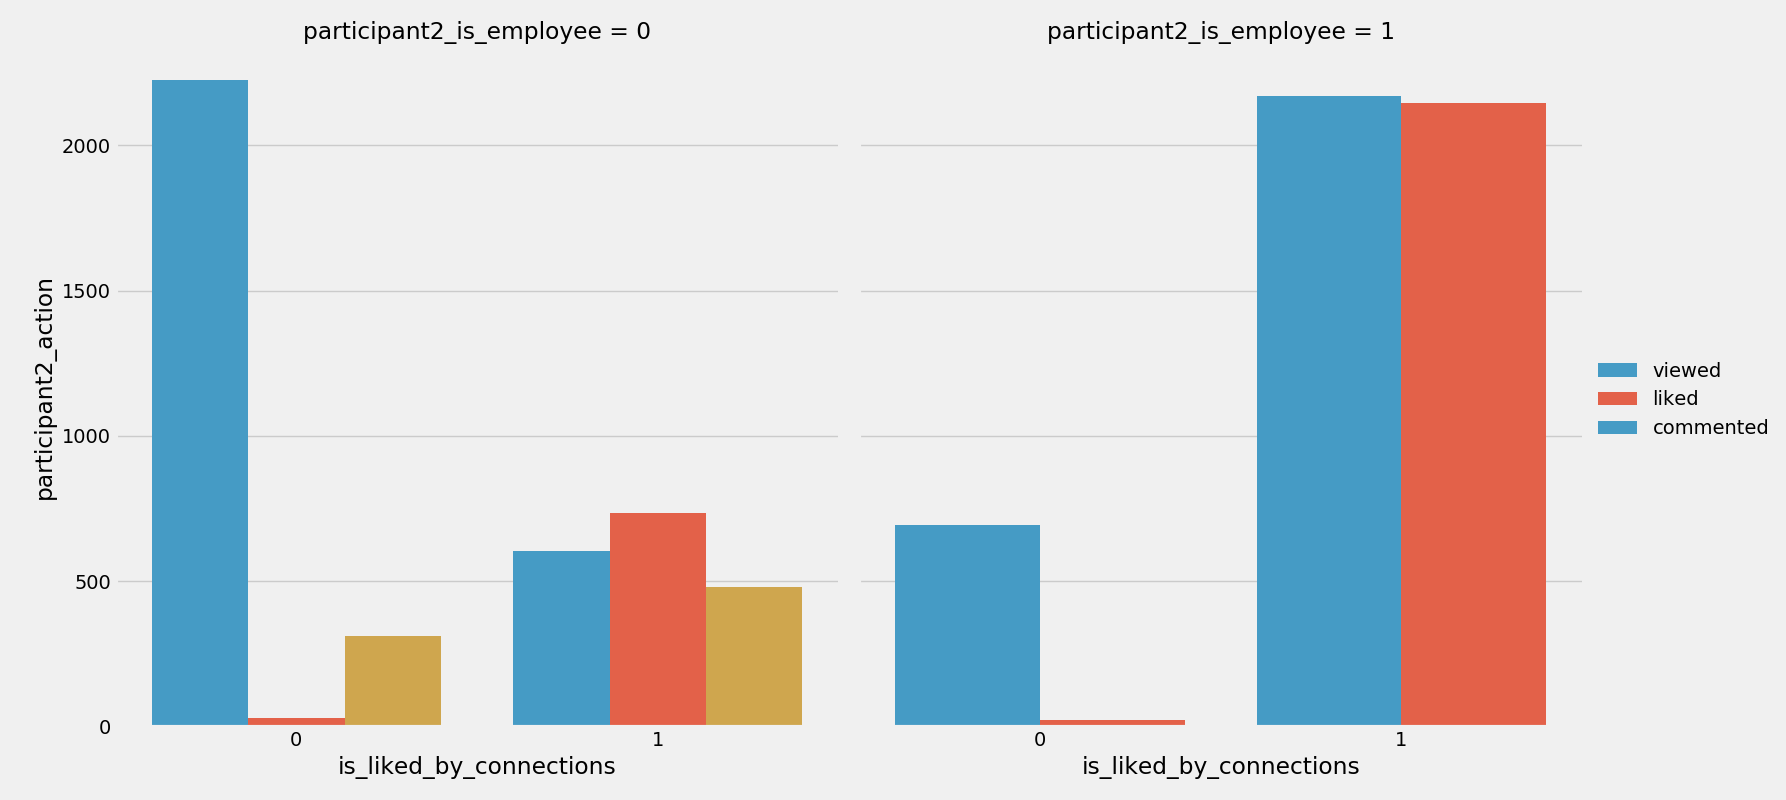 participant2_is_employee = 0
participant2_is_employee = 1
participant2_action
2000
1500
1000
500
0
0
1
0
1
is_liked_by_connections
is_liked_by_connections
viewed
liked
commented